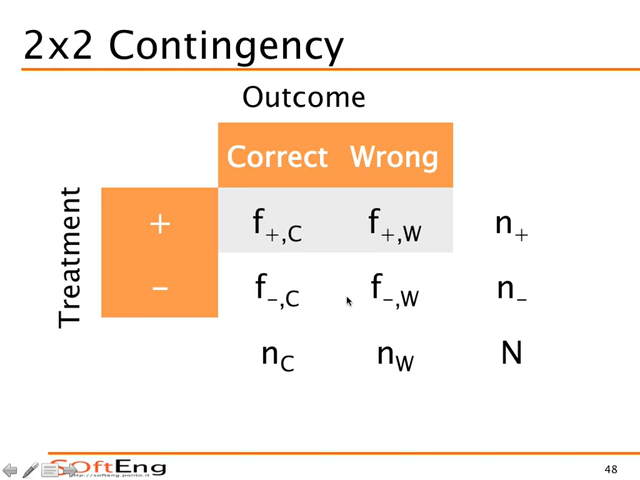 2x2 Contingency
Outcome
Correct Wrong
Treatment
+ f+,C f+,W n+
- f-,C f-,W n-
nC nW N
SOftEng
http://softeng.polito.it
48